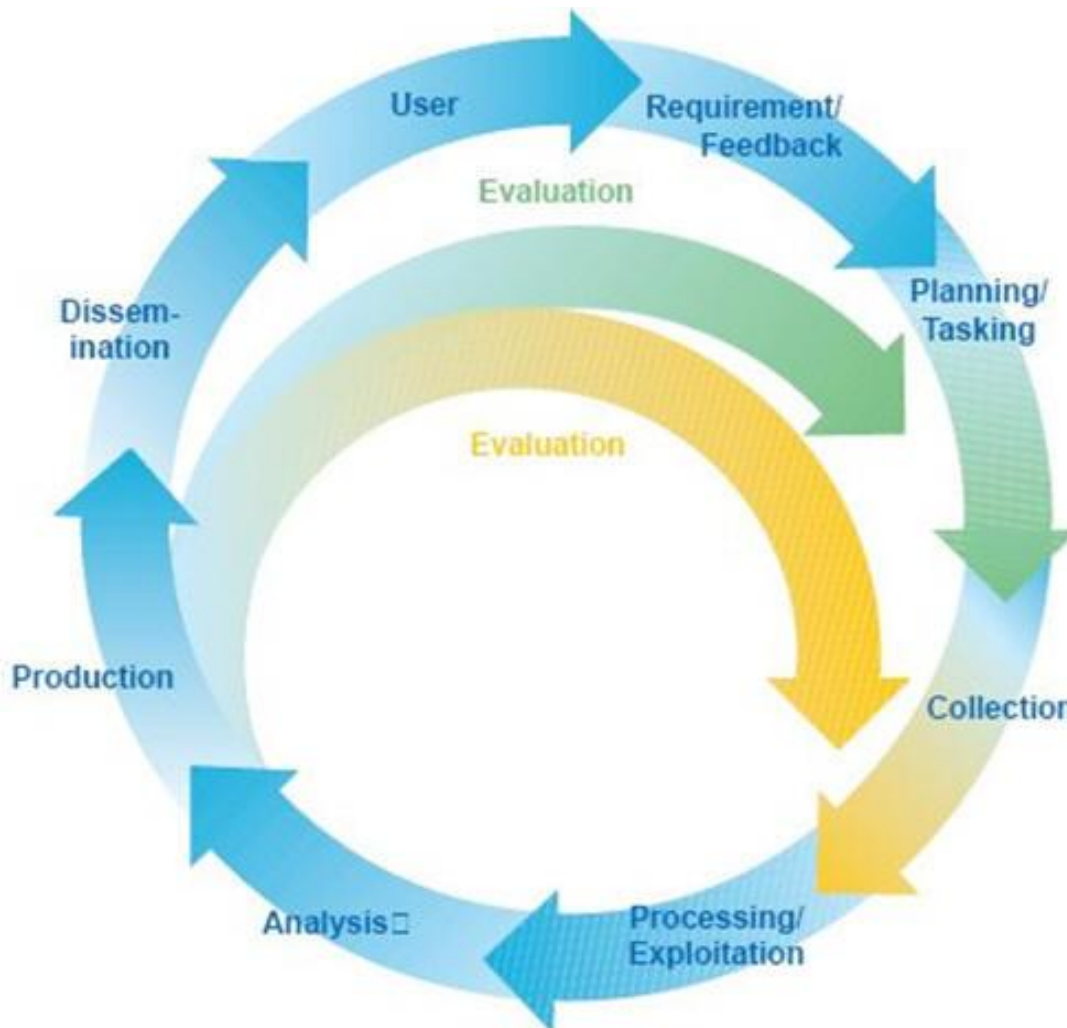 User
Requirement/
Feedback
Evaluation
Planning/
Tasking
Dissem-
ination
Evaluation
Production
Collection
Analysis□
Processing/
Exploitation